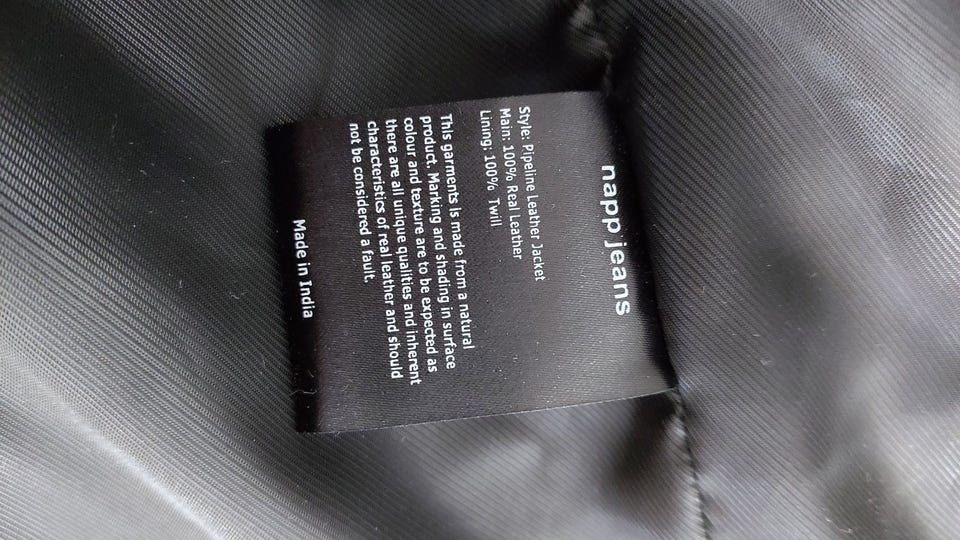 nappjeans
Style: Pipeline Leather Jacket
Main: 100% Real Leather
Lining: 100% Twill
This garments is made from a natural
product. Marking and shading in surface
colour and texture are to be expected as
there are all unique qualities and inherent
characteristics of real leather and should
not be considered a fault.
Made in India